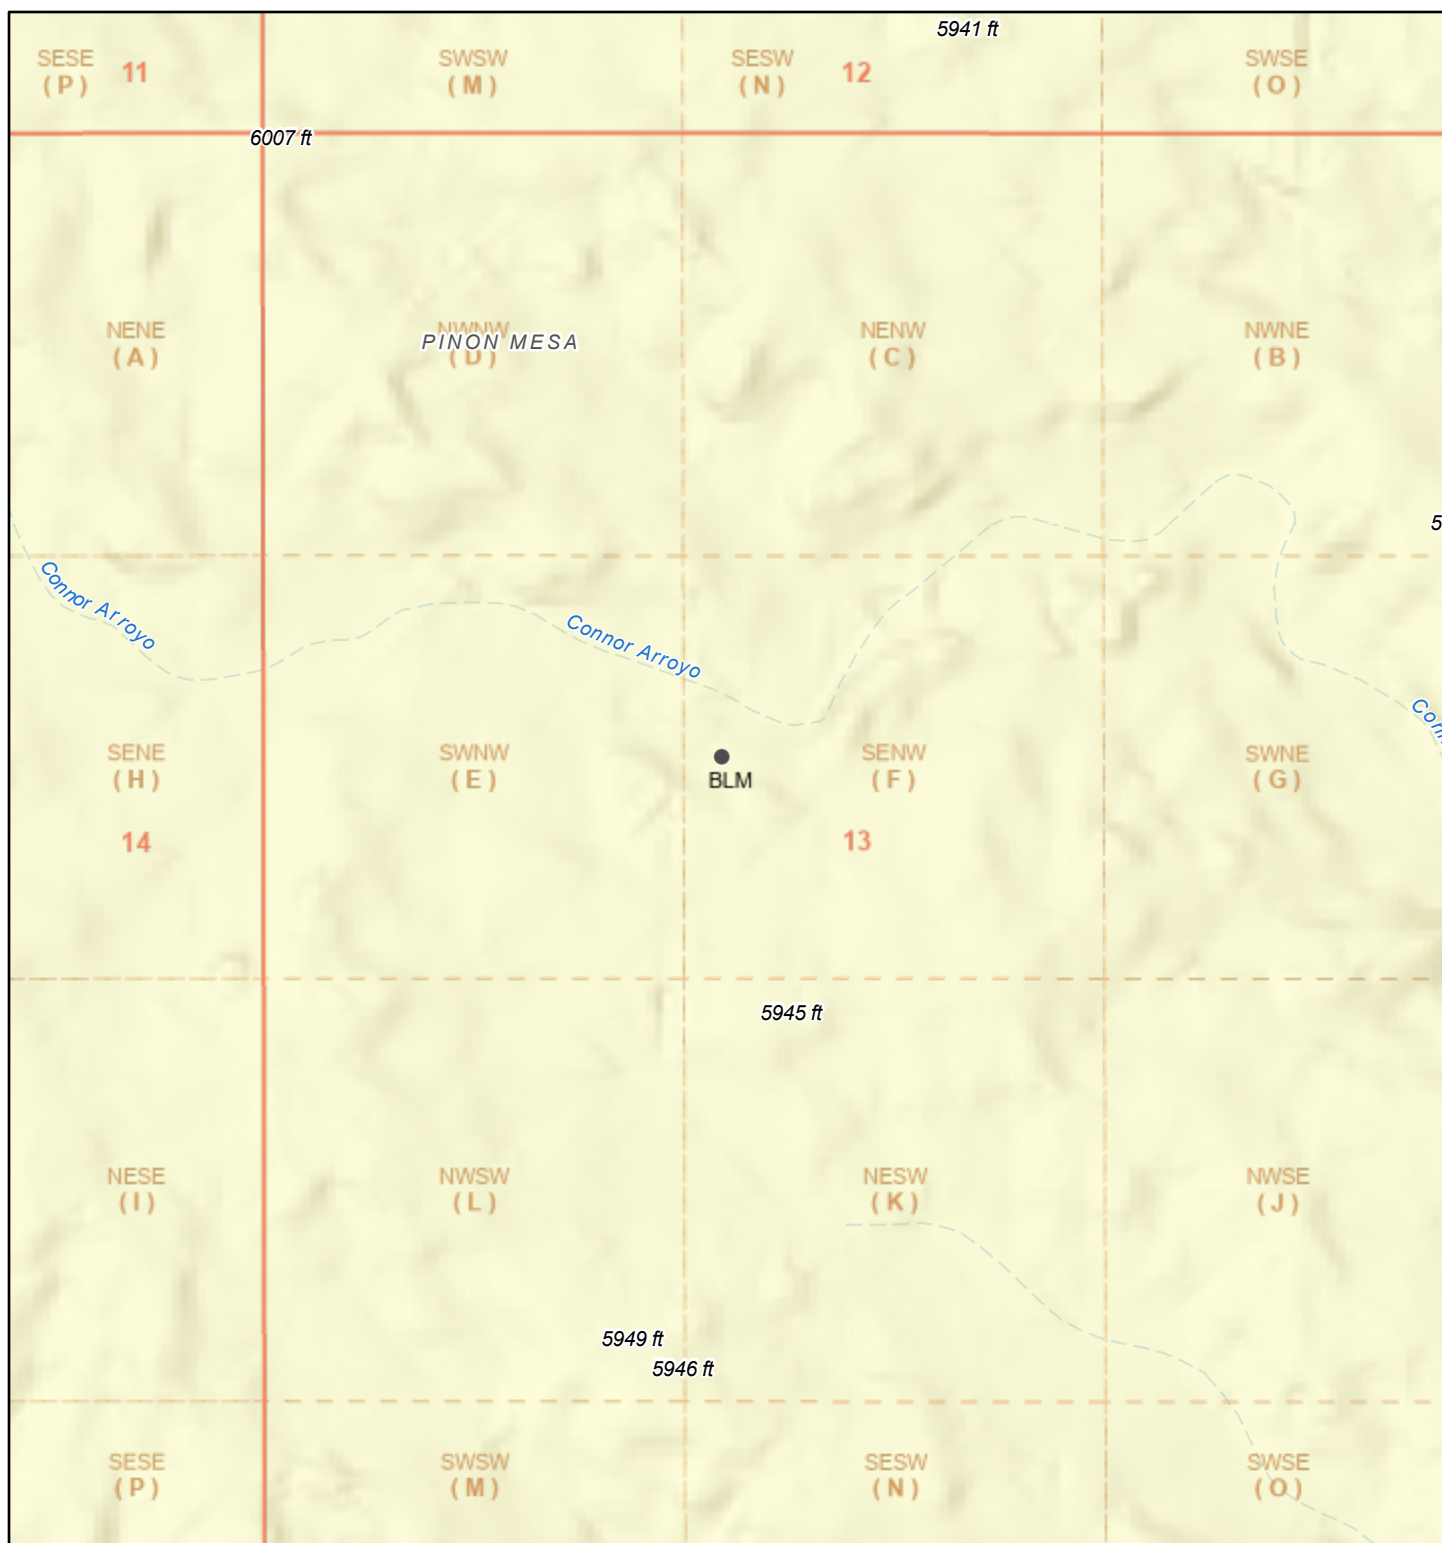 5941 ft
SESE
(P)
11
SWSW
(M)
SESW
(N)
12
SWSE
(O)
6007 ft
NENE
(A)
NWNW
PINON MESA
(D)
NENW
(C)
NWNE
(B)
5
Connor Arroyo
Connor Arroyo
SENE
(H)
14
SWNW
(E)
BLM
SENW
(F)
13
SWNE
(G)
5945 ft
NESE
(I)
NWSW
(L)
NESW
(K)
NWSE
(J)
5949 ft
5946 ft
SESE
(P)
SWSW
(M)
SESW
(N)
SWSE
(O)